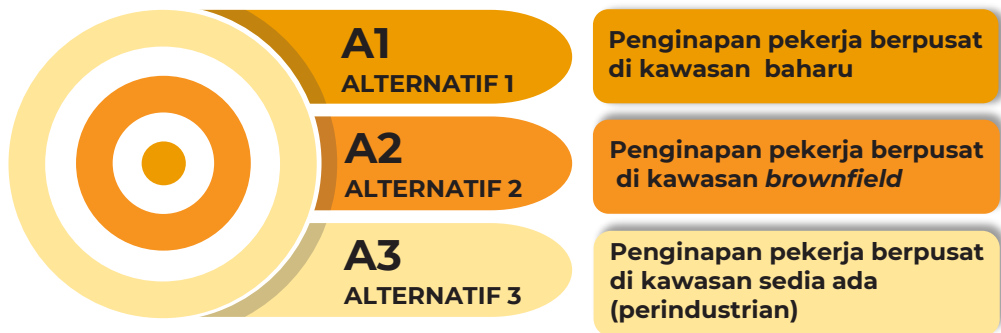 A1
ALTERNATIF 1
Penginapan pekerja berpusat
di kawasan baharu
A2
ALTERNATIF 2
Penginapan pekerja berpusat
di kawasan brownfield
A3
ALTERNATIF 3
Penginapan pekerja berpusat
di kawasan sedia ada
(perindustrian)